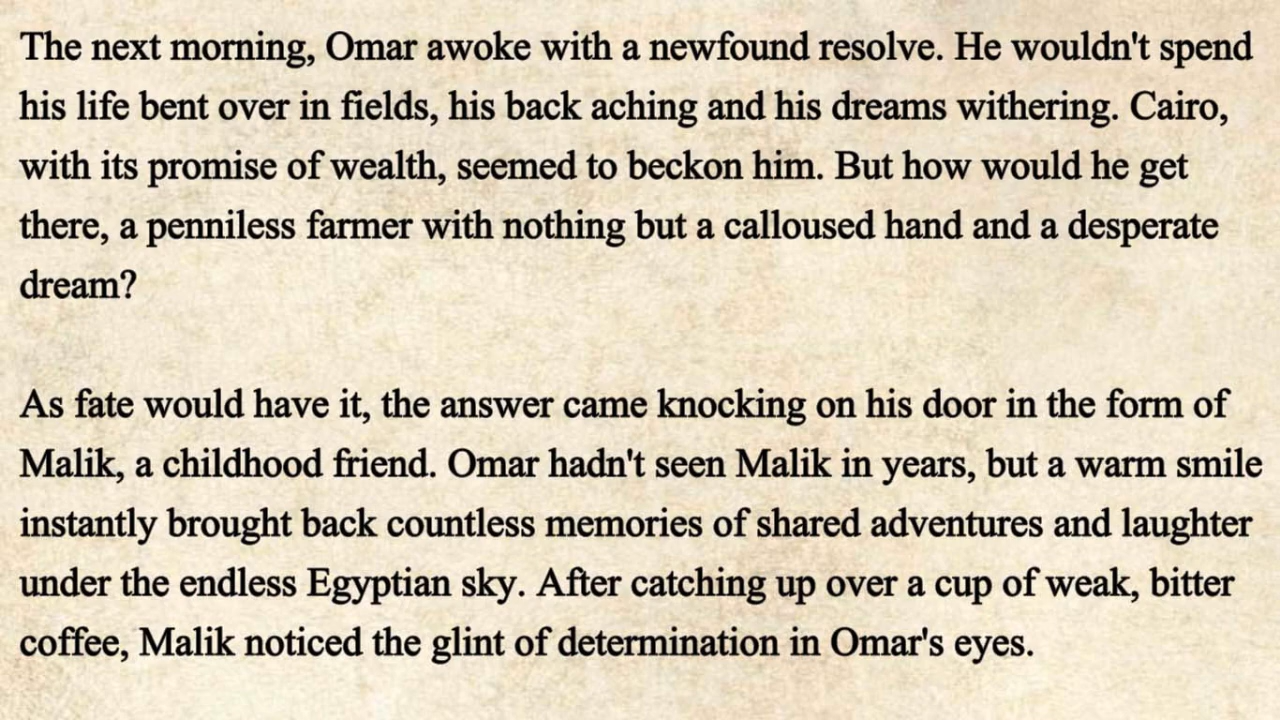 The next morning, Omar awoke with a newfound resolve. He wouldn't spend
his life bent over in fields, his back aching and his dreams withering. Cairo,
with its promise of wealth, seemed to beckon him. But how would he get
there, a penniless farmer with nothing but a calloused hand and a desperate
dream?
As fate would have it, the answer came knocking on his door in the form of
Malik, a childhood friend. Omar hadn't seen Malik in years, but a warm smile
instantly brought back countless memories of shared adventures and laughter
under the endless Egyptian sky. After catching up over a cup of weak, bitter
coffee, Malik noticed the glint of determination in Omar's eyes.